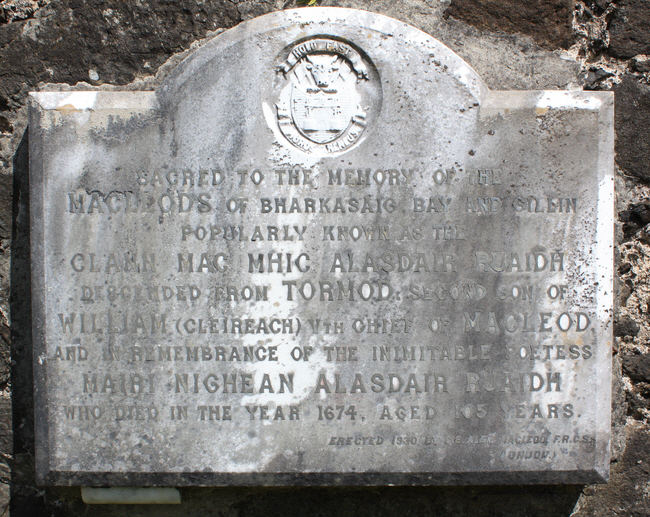 HOLD FAST
SACRED TO THE MEMORY OF THE
MACLEODS OF BHARKASAIG BAY AND
POPULARLY KNOWN AS THE
CLANN MAC MHIC ALASDAIR RUAIDH
DESCENDED FROM TORMOD: SECOND SON OF
WILLIAM (CLEIREACH) VTH CHIEF OF MACLEOD,
AND IN REMEMBRANCE OF THE INIMITABLE POETESS
MAIRI NIGHEAN ALASDAIR RUAIDH
WHO DIED IN THE YEAR 1674, AGED 105 YEARS.
ERECTED 1930 MACLEOD, F.R.C.S.